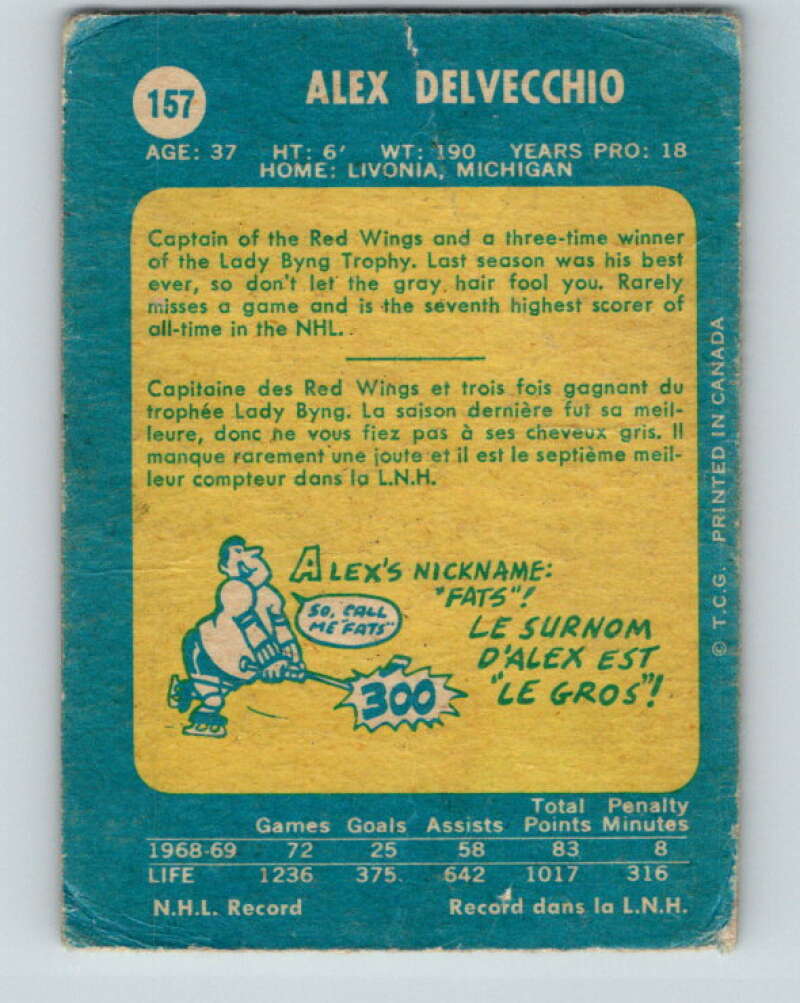 157
ALEX DELVECCHIO
AGE: 37 HT: 6' WT: 190 YEARS PRO: 18
HOME: LIVONIA, MICHIGAN
Captain of the Red Wings and a three-time winner
of the Lady Byng Trophy. Last season was his best
ever, so don't let the gray hair fool you. Rarely
misses a game and is the seventh highest scorer of
all-time in the NHL.
Capitaine des Red Wings et trois fois gagnant du
trophée Lady Byng. La saison dernière fut sa meil-
leure, donc ne vous fiez pas à ses cheveux gris. Il
manque rarement une joute et il est le septième meil-
leur compteur dans la L.N.H.
ALEX'S NICKNAME:
"FATS"!
SO, CALL
ME "FATS"
LE SURNOM
D'ALEX EST
"LE GROS"!
300
© T.C.G. PRINTED IN CANADA
Total Penalty
Games Goals Assists Points Minutes
1968-69 72 25 58 83 8
LIFE 1236 375. 642 1017 316
N.H.L. Record Record dans la L.N.H.